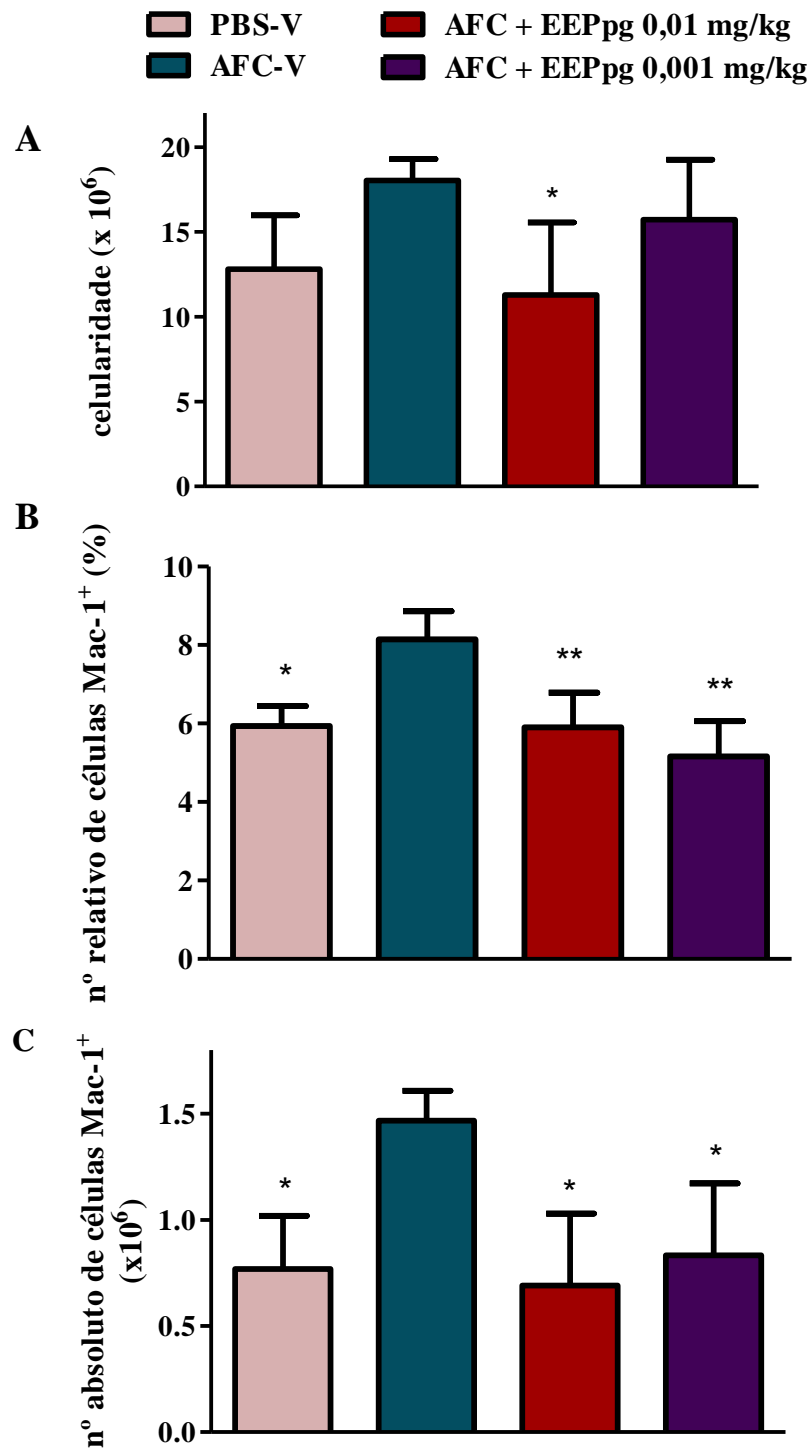 PBS-V
AFC + EEPpg 0,01 mg/kg
AFC-V
AFC + EEPpg 0,001 mg/kg
A
celularidade (x 10⁶)
20
15
10
5
0
*
B
nº relativo de células Mac-1⁺ (%)
10
8
6
4
2
0
*
**
**
C
nº absoluto de células Mac-1⁺
(x10⁶)
1.5
1.0
0.5
0.0
*
*
*